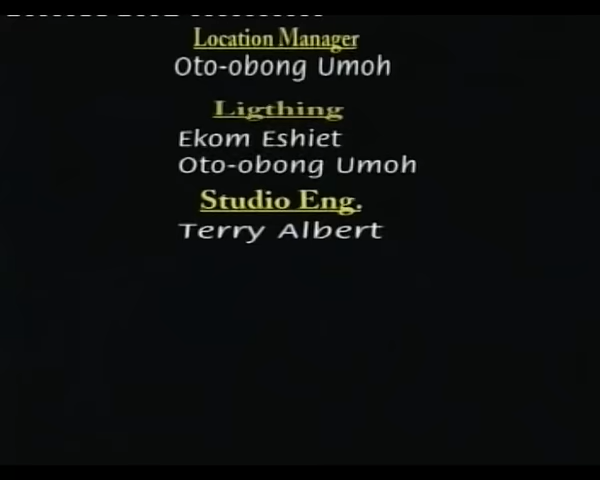 Location Manager
Oto-obong Umoh
Ligthing
Ekom Eshiet
Oto-obong Umoh
Studio Eng.
Terry Albert